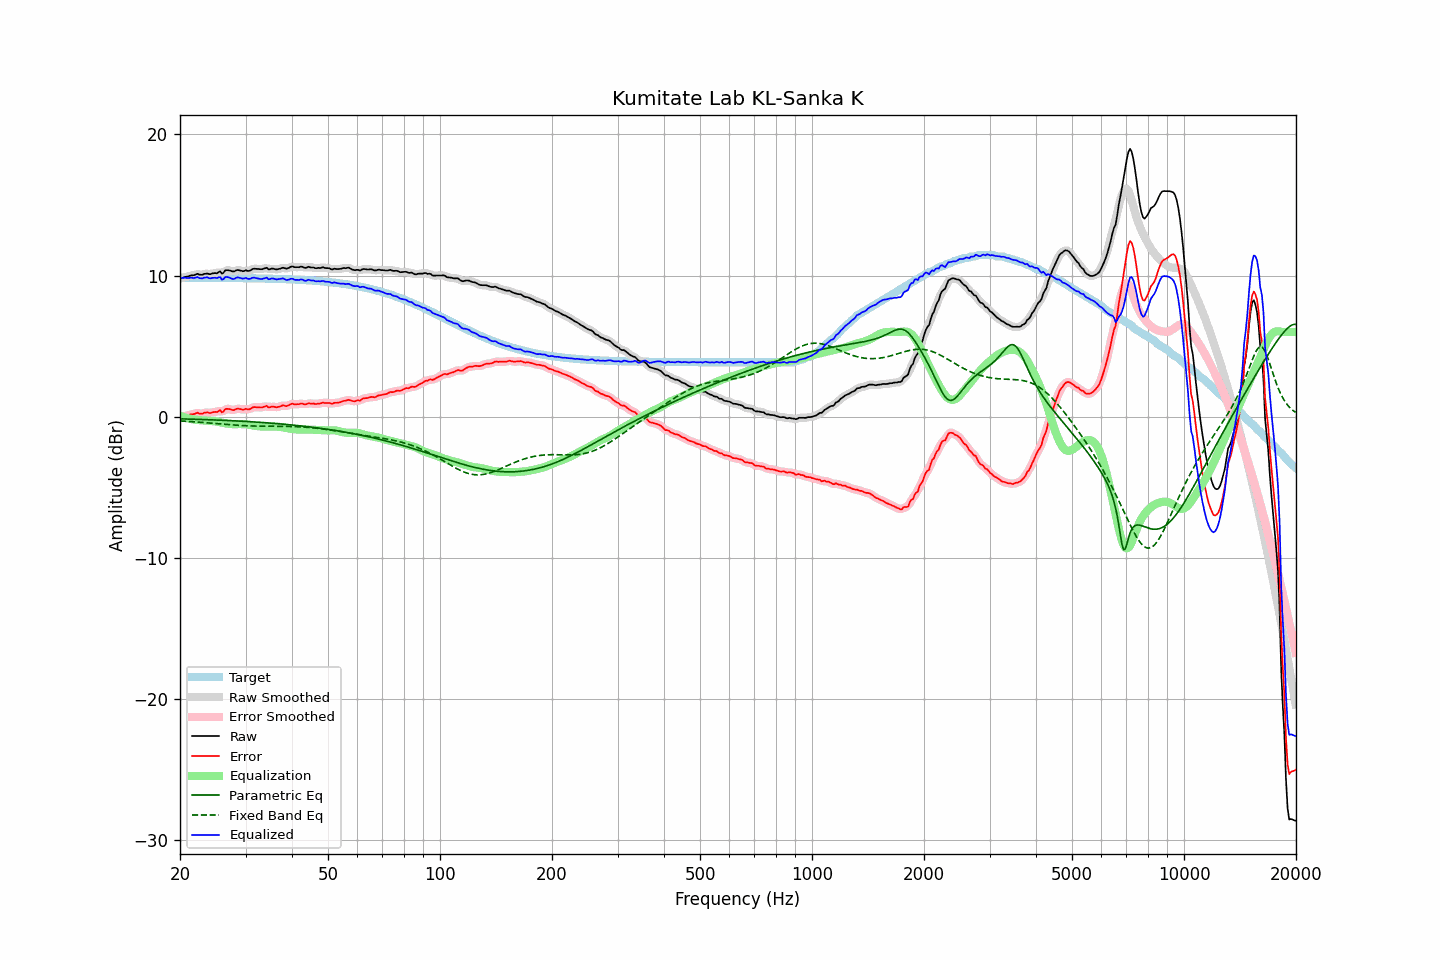 Kumitate Lab KL-Sanka K
20
10
0
−10
−20
−30
Amplitude (dBr)
Target
Raw Smoothed
Error Smoothed
Raw
Error
Equalization
Parametric Eq
Fixed Band Eq
Equalized
20 50 100 200 500 1000 2000 5000 10000 20000
Frequency (Hz)